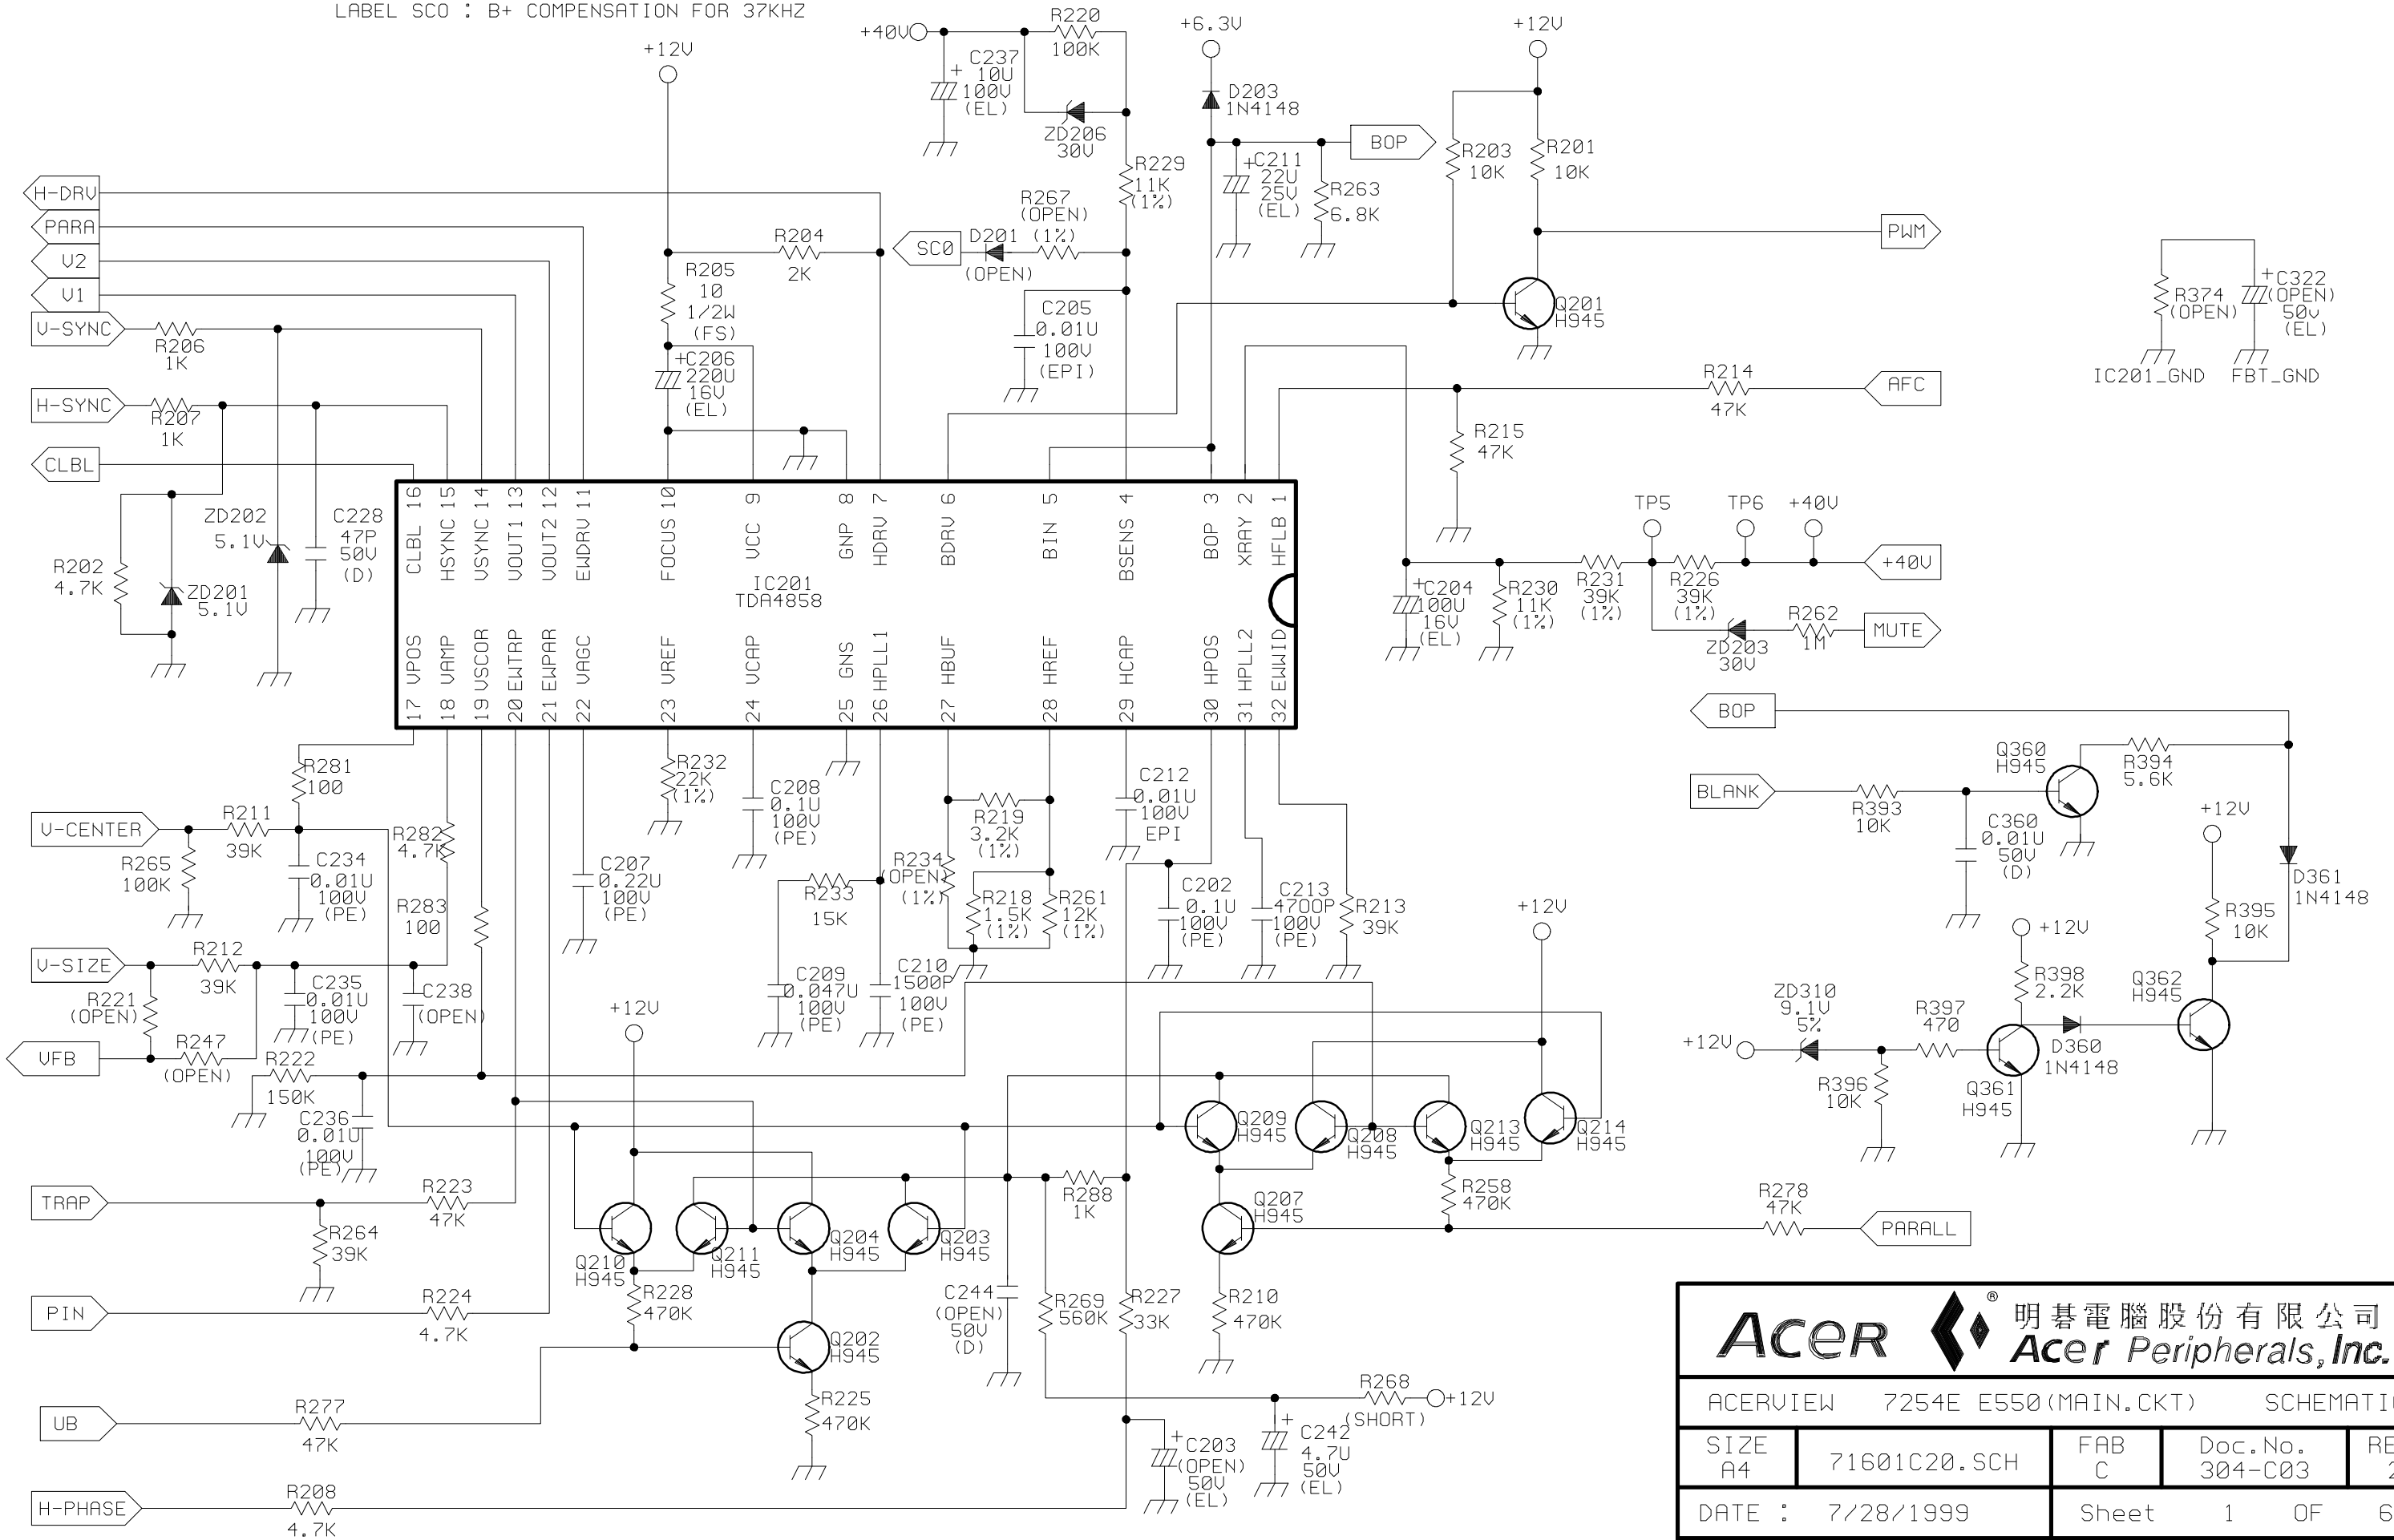 LABEL SCO : B+ COMPENSATION FOR 37KHZ
+12V
+40V
R220
100K
C237
10U
100V
(EL)
ZD206
30V
+6.3V
D203
1N4148
BOP
C211
22U
25V
(EL)
R263
6.8K
+12V
R203
10K
R201
10K
PWM
Q201
H945
R229
11K
(1%)
R267
(OPEN)
(1%)
SCO
D201
(OPEN)
C205
0.01U
100V
(EPI)
R204
2K
R205
10
1/2W
(FS)
C206
220U
16V
(EL)
H-DRV
PARA
V2
V1
V-SYNC
R206
1K
H-SYNC
R207
1K
CLBL
R202
4.7K
ZD201
5.1V
ZD202
5.1V
C228
47P
50V
(D)
R374
(OPEN)
C322
(OPEN)
50v
(EL)
IC201_GND
FBT_GND
R214
47K
AFC
R215
47K
TP5
TP6
+40V
+40V
C204
100U
16V
(EL)
R230
11K
(1%)
R231
39K
(1%)
R226
39K
(1%)
ZD203
30V
R262
1M
MUTE
CLBL 16
HSYNC 15
VSYNC 14
VOUT1 13
VOUT2 12
EWDRV 11
FOCUS 10
VCC 9
GNP 8
HDRV 7
BDRV 6
BIN 5
BSENS 4
BOP 3
XRAY 2
HFLB 1
IC201
TDA4858
17 VPOS
18 VAMP
19 VSCOR
20 EWTRP
21 EWPAR
22 VAGC
23 VREF
24 VCAP
25 GNS
26 HPLL1
27 HBUF
28 HREF
29 HCAP
30 HPOS
31 HPLL2
32 EWWID
R281
100
V-CENTER
R211
39K
R265
100K
C234
0.01U
100V
(PE)
R282
4.7K
R283
100
V-SIZE
R212
39K
R221
(OPEN)
C235
0.01U
100V
(PE)
C238
(OPEN)
VFB
R247
(OPEN)
R222
150K
C236
0.01U
100V
(PE)
C207
0.22U
100V
(PE)
R232
22K
(1%)
C208
0.1U
100V
(PE)
R233
15K
C209
0.047U
100V
(PE)
C210
1500P
100V
(PE)
R234
(OPEN)
(1%)
R219
3.2K
(1%)
R218
1.5K
(1%)
R261
12K
(1%)
C212
0.01U
100V
EPI
C202
0.1U
100V
(PE)
C213
4700P
100V
(PE)
R213
39K
+12V
BOP
BLANK
R393
10K
C360
0.01U
50V
(D)
Q360
H945
R394
5.6K
+12V
D361
1N4148
R395
10K
+12V
R398
2.2K
Q362
H945
ZD310
9.1V
5%
+12V
R397
470
R396
10K
D360
1N4148
Q361
H945
+12V
Q209
H945
Q208
H945
Q213
H945
Q214
H945
TRAP
R223
47K
R264
39K
Q210
H945
Q211
H945
Q204
H945
Q203
H945
R288
1K
Q207
H945
R258
470K
R278
47K
PARALL
PIN
R224
4.7K
R228
470K
C244
(OPEN)
50V
(D)
R269
560K
R227
33K
R210
470K
Q202
H945
UB
R277
47K
R225
470K
R268
(SHORT)
+12V
C203
(OPEN)
50V
(EL)
C242
4.7U
50V
(EL)
H-PHASE
R208
4.7K
Acer
®
明碁電腦股份有限公司
Acer Peripherals, Inc.
ACERVIEW 7254E E550(MAIN.CKT)
SIZE
A4
71601C20.SCH
FAB
C
Doc.No.
304-C03
DATE : 7/28/1999
Sheet 1 OF 6